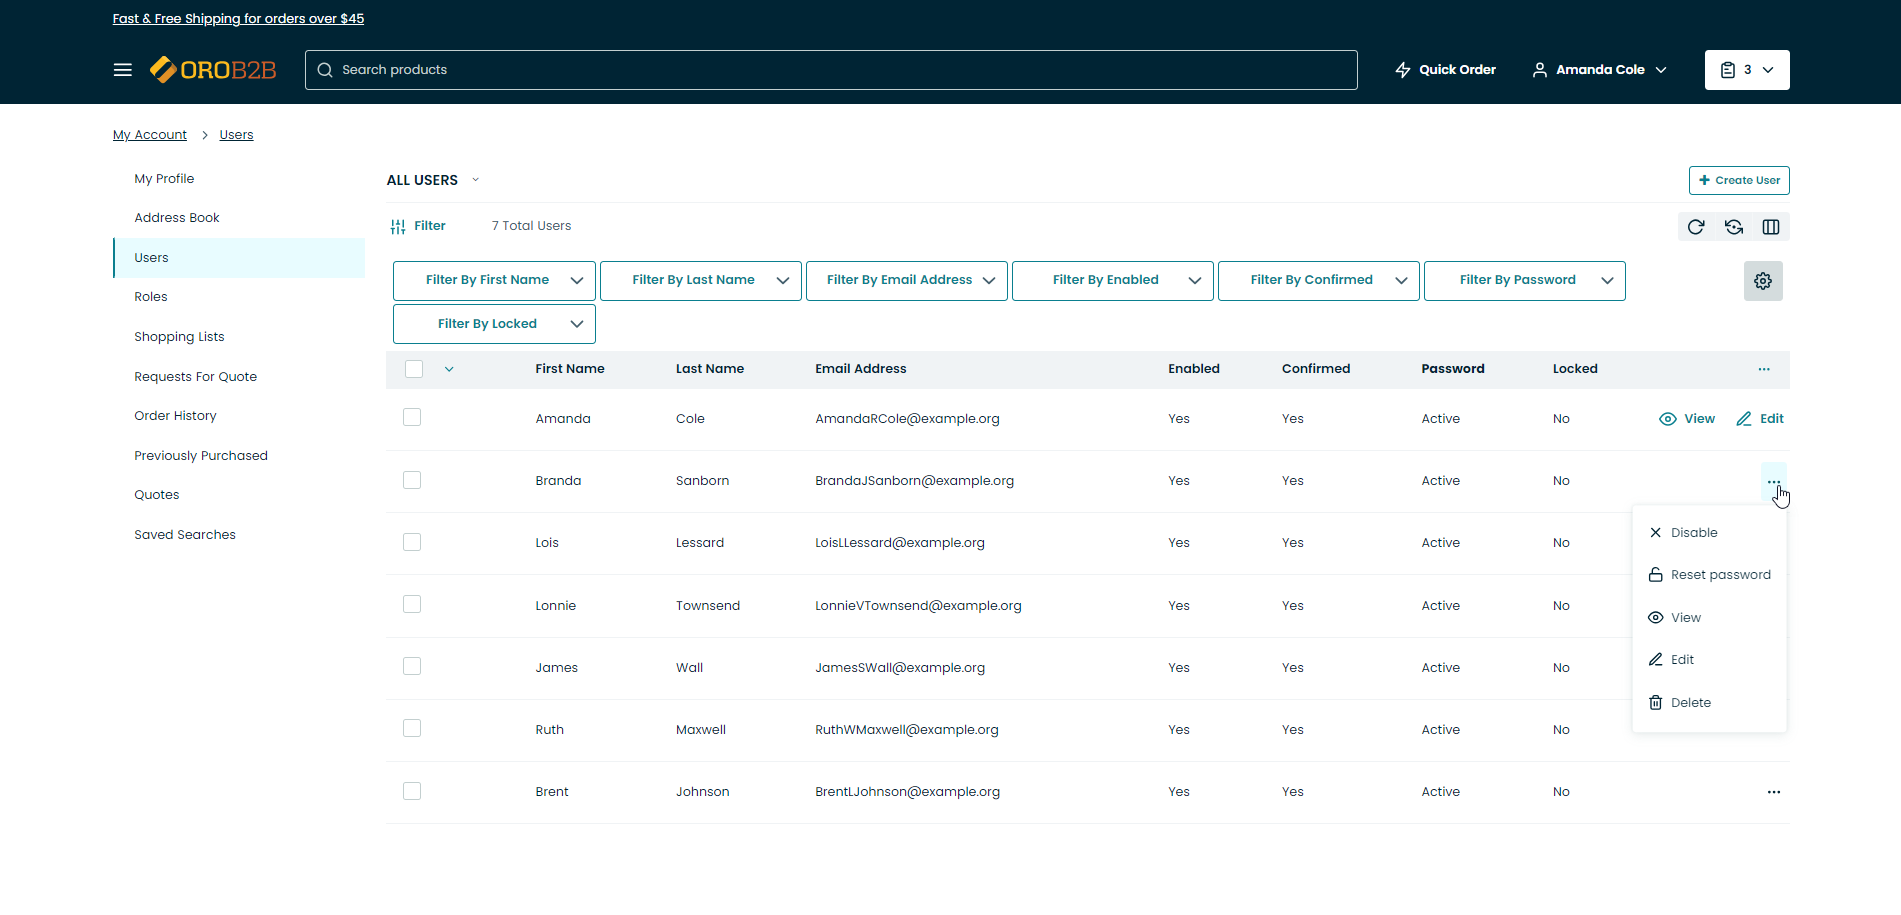 Fast & Free Shipping for orders over $45
OROB2B Search products Quick Order Amanda Cole 3
My Account > Users
My Profile
Address Book
Users
Roles
Shopping Lists
Requests For Quote
Order History
Previously Purchased
Quotes
Saved Searches
ALL USERS Create User
Filter 7 Total Users
Filter By First Name Filter By Last Name Filter By Email Address Filter By Enabled Filter By Confirmed Filter By Password
Filter By Locked
First Name Last Name Email Address Enabled Confirmed Password Locked ...
Amanda Cole AmandaRCole@example.org Yes Yes Active No View Edit
Branda Sanborn BrandaJSanborn@example.org Yes Yes Active No ...
Lois Lessard LoisLLessard@example.org Yes Yes Active No
Lonnie Townsend LonnieVTownsend@example.org Yes Yes Active No
James Wall JamesSWall@example.org Yes Yes Active No
Ruth Maxwell RuthWMaxwell@example.org Yes Yes Active No
Brent Johnson BrentLJohnson@example.org Yes Yes Active No ...
Disable
Reset password
View
Edit
Delete